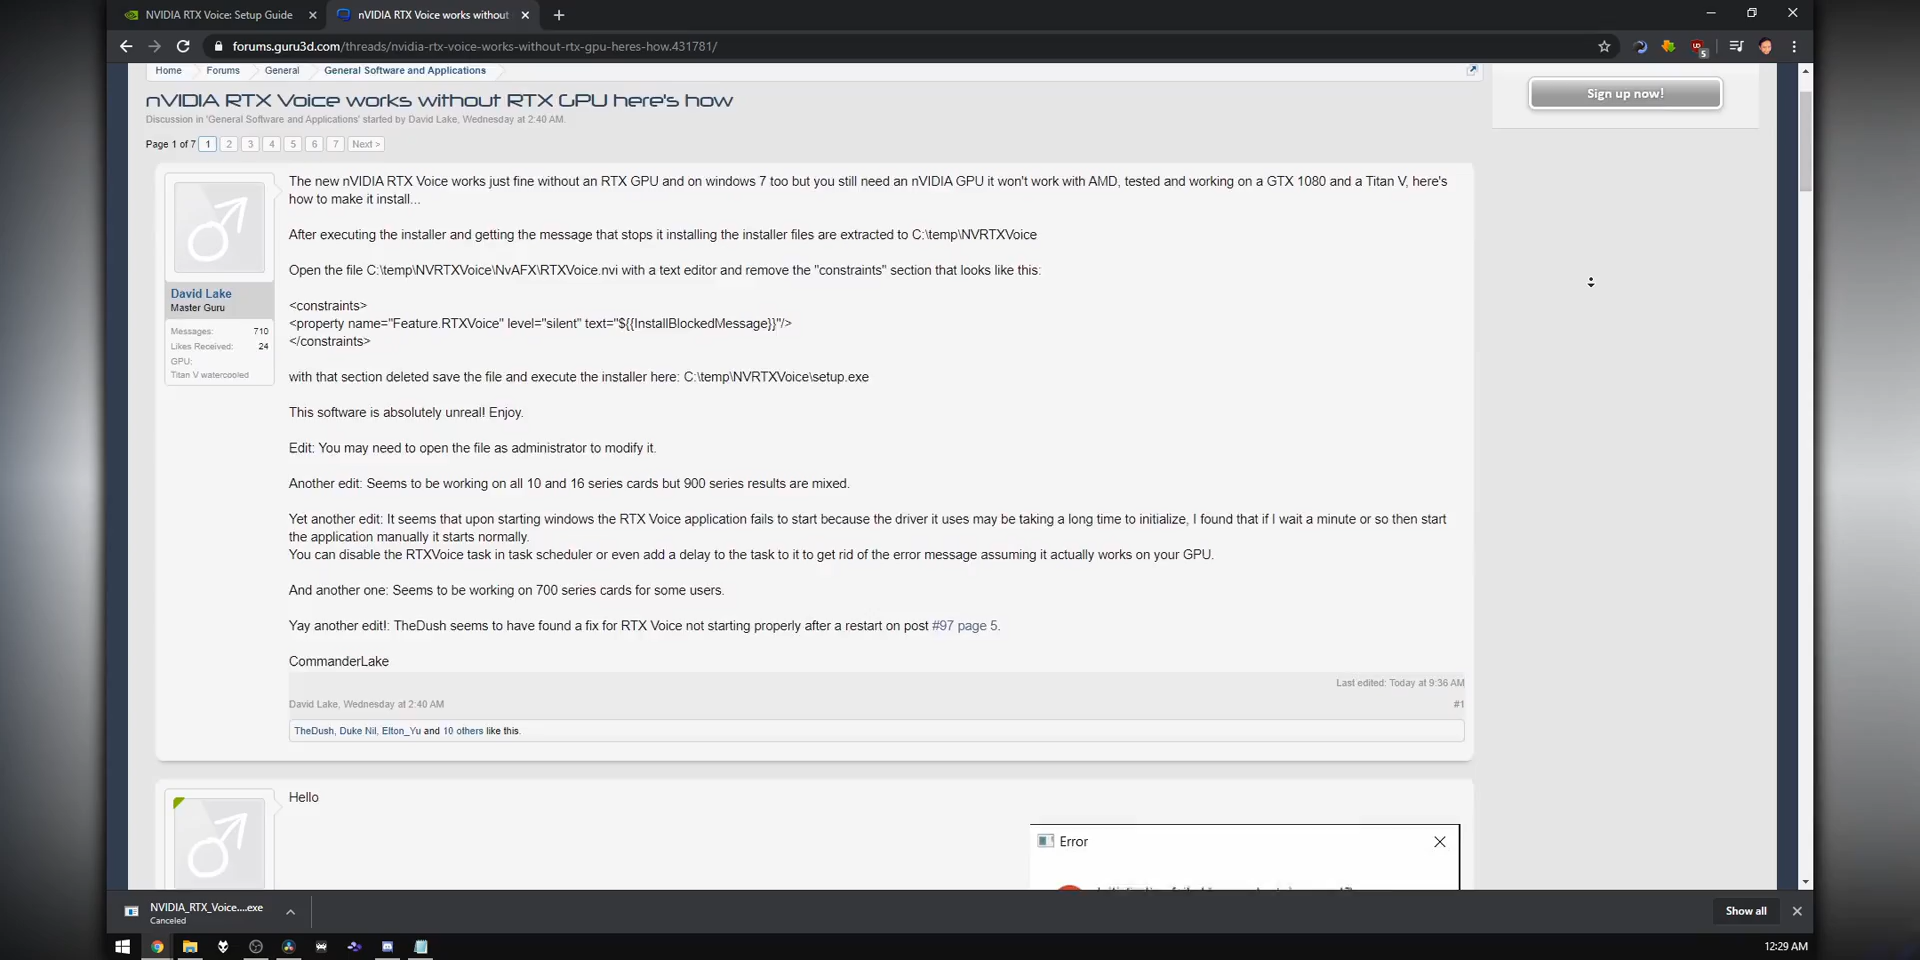 NVIDIA RTX Voice: Setup Guide
nVIDIA RTX Voice works without
forums.guru3d.com/threads/nvidia-rtx-voice-works-without-rtx-gpu-heres-how.431781/
5
Home
Forums
General
General Software and Applications
nVIDIA RTX Voice works without RTX GPU here's how
Sign up now!
Discussion in 'General Software and Applications' started by David Lake, Wednesday at 2:40 AM.
Page 1 of 7 1 2 3 4 5 6 7 Next >
The new nVIDIA RTX Voice works just fine without an RTX GPU and on windows 7 too but you still need an nVIDIA GPU it won't work with AMD, tested and working on a GTX 1080 and a Titan V, here's
how to make it install...
After executing the installer and getting the message that stops it installing the installer files are extracted to C:\temp\NVRTXVoice
Open the file C:\temp\NVRTXVoice\NvAFX\RTXVoice.nvi with a text editor and remove the "constraints" section that looks like this:
<constraints>
<property name="Feature.RTXVoice" level="silent" text="${{InstallBlockedMessage}}"/>
</constraints>
with that section deleted save the file and execute the installer here: C:\temp\NVRTXVoice\setup.exe
This software is absolutely unreal! Enjoy.
Edit: You may need to open the file as administrator to modify it.
Another edit: Seems to be working on all 10 and 16 series cards but 900 series results are mixed.
Yet another edit: It seems that upon starting windows the RTX Voice application fails to start because the driver it uses may be taking a long time to initialize, I found that if I wait a minute or so then start
the application manually it starts normally.
You can disable the RTXVoice task in task scheduler or even add a delay to the task to it to get rid of the error message assuming it actually works on your GPU.
And another one: Seems to be working on 700 series cards for some users.
Yay another edit!: TheDush seems to have found a fix for RTX Voice not starting properly after a restart on post #97 page 5.
CommanderLake
David Lake
Master Guru
Messages: 710
Likes Received: 24
GPU:
Titan V watercooled
Last edited: Today at 9:36 AM
David Lake, Wednesday at 2:40 AM
#1
TheDush, Duke Nil, Elton_Yu and 10 others like this.
Hello
Error
NVIDIA_RTX_Voice....exe
Canceled
Show all
12:29 AM